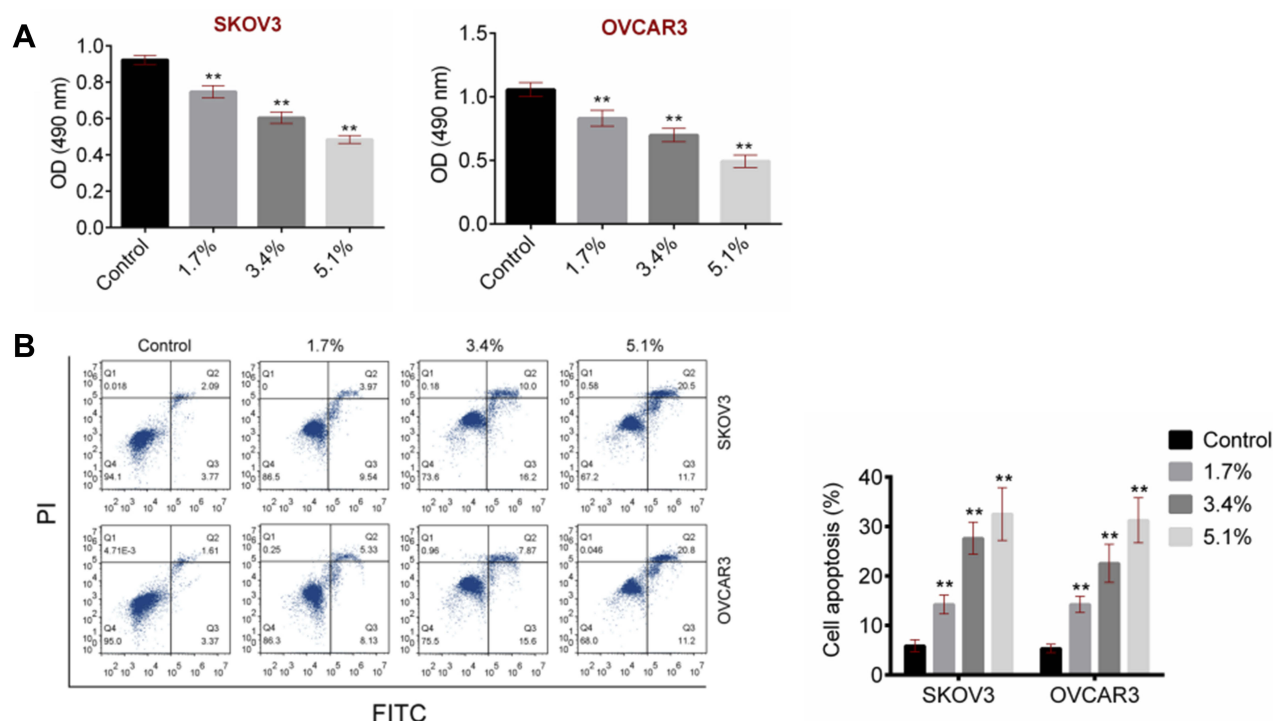 A
SKOV3
OD (490 nm)
1.0
0.8
0.6
0.4
0.2
0.0
**
**
**
Control
1.7%
3.4%
5.1%
OVCAR3
OD (490 nm)
1.5
1.0
0.5
0.0
**
**
**
Control
1.7%
3.4%
5.1%
B
Control 1.7% 3.4% 5.1%
Q1 Q2 Q1 Q2 Q1 Q2 Q1 Q2
0.018 2.09 0 3.97 0.18 10.0 0.58 20.5
Q4 Q3 Q4 Q3 Q4 Q3 Q4 Q3
94.1 3.77 86.5 9.54 73.6 16.2 67.2 11.7
SKOV3
Q1 Q2 Q1 Q2 Q1 Q2 Q1 Q2
4.71E-3 1.61 0.25 5.33 0.96 7.87 0.046 20.8
Q4 Q3 Q4 Q3 Q4 Q3 Q4 Q3
95.0 3.37 86.3 8.13 75.5 15.6 68.0 11.2
OVCAR3
PI
FITC
Cell apoptosis (%)
40
30
20
10
0
** ** ** ** ** **
SKOV3 OVCAR3
Control
1.7%
3.4%
5.1%